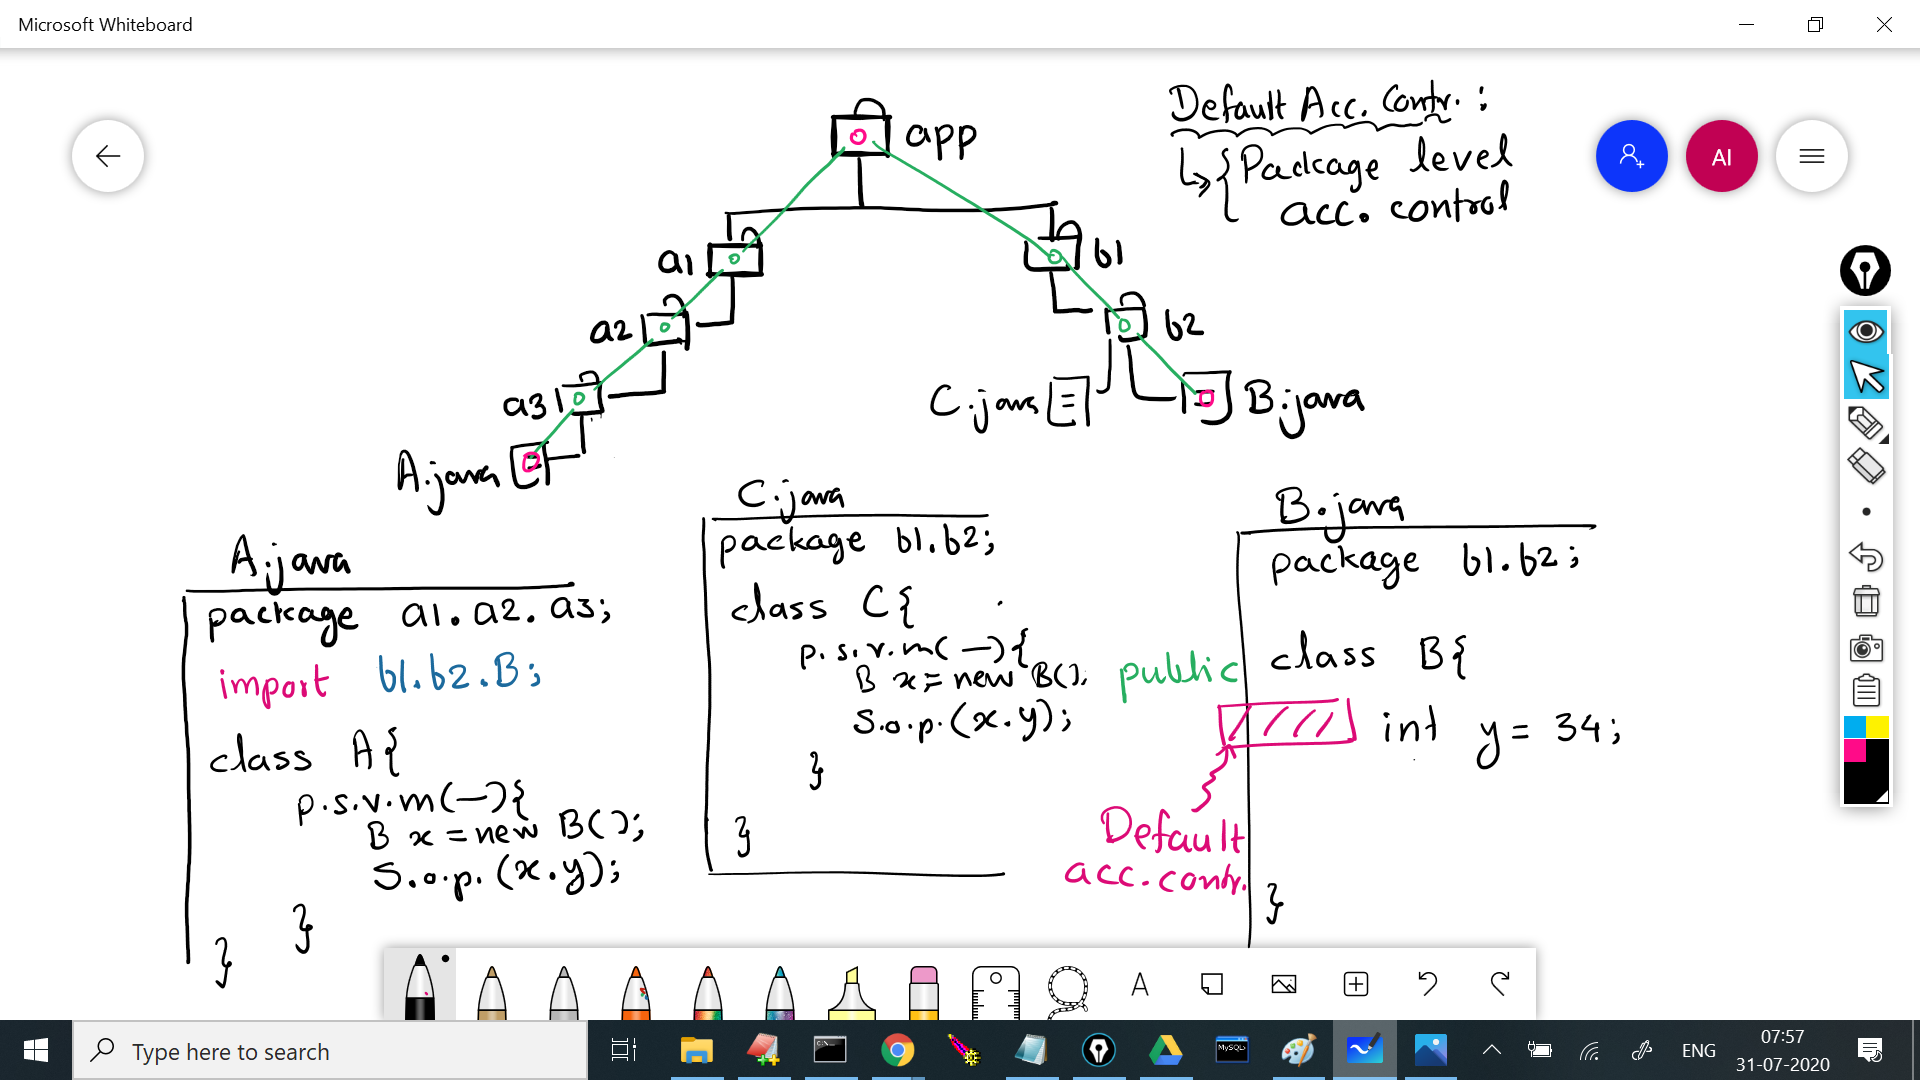 Microsoft Whiteboard
app
Default Acc. Contr. :
Package level
acc. control
AI
a1
b1
a2
b2
a3
C.java
B.java
A.java
A.java
package a1.a2.a3;
import b1.b2.B;
class A{
p.s.v.m(—){
B x = new B();
S.o.p.(x.y);
}
}
C.java
package b1.b2;
class C{
p.s.v.m(—){
B x = new B();
S.o.p.(x.y);
}
}
B.java
package b1.b2;
public class B{
int y = 34;
Default
acc.contr.
}
A
Type here to search
C:\_
MySQL
ENG
07:57
31-07-2020